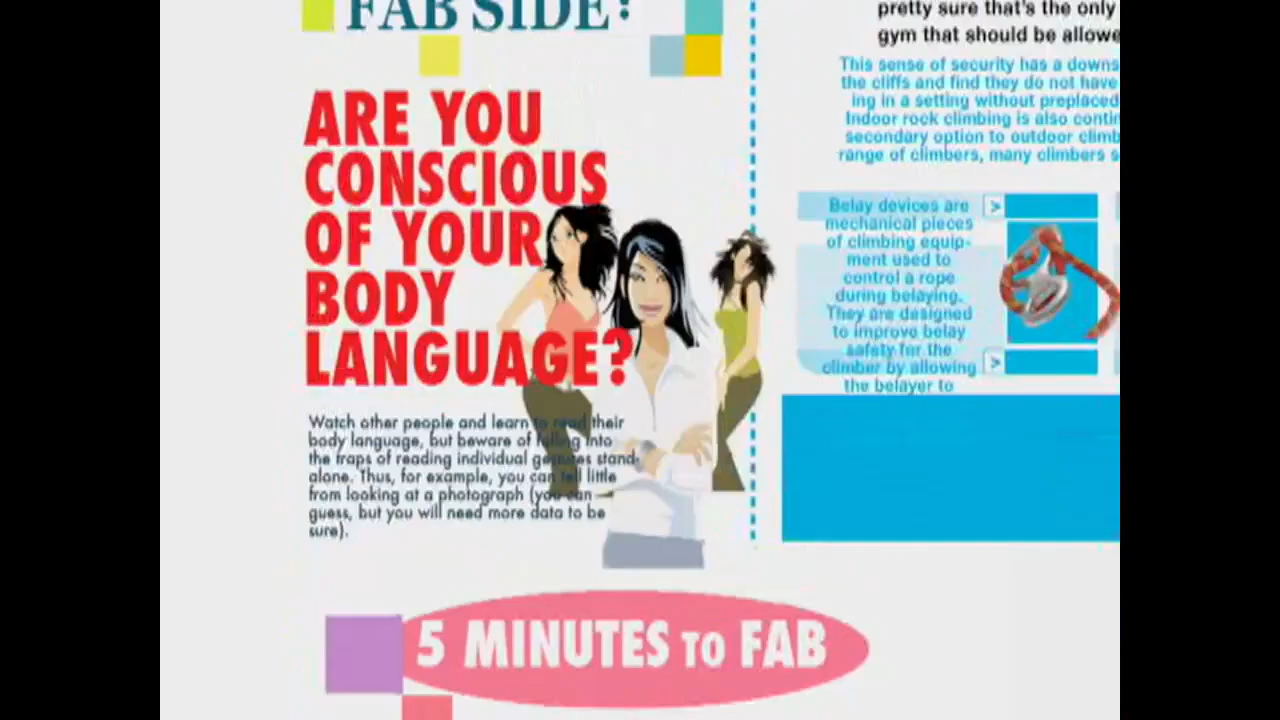 FAB SIDE?
ARE YOU
CONSCIOUS
OF YOUR
BODY
LANGUAGE?
Watch other people and learn to read their
body language, but beware of falling into
the traps of reading individual gestures stand-
alone. Thus, for example, you can tell little
from looking at a photograph (you can
guess, but you will need more data to be
sure).
5 MINUTES TO FAB
pretty sure that's the only
gym that should be allowe
This sense of security has a downs
the cliffs and find they do not have
ing in a setting without preplaced
Indoor rock climbing is also contin
secondary option to outdoor climb
range of climbers, many climbers s
Belay devices are
mechanical pieces
of climbing equip-
ment used to
control a rope
during belaying.
They are designed
to improve belay
safety for the
climber by allowing
the belayer to
>
>